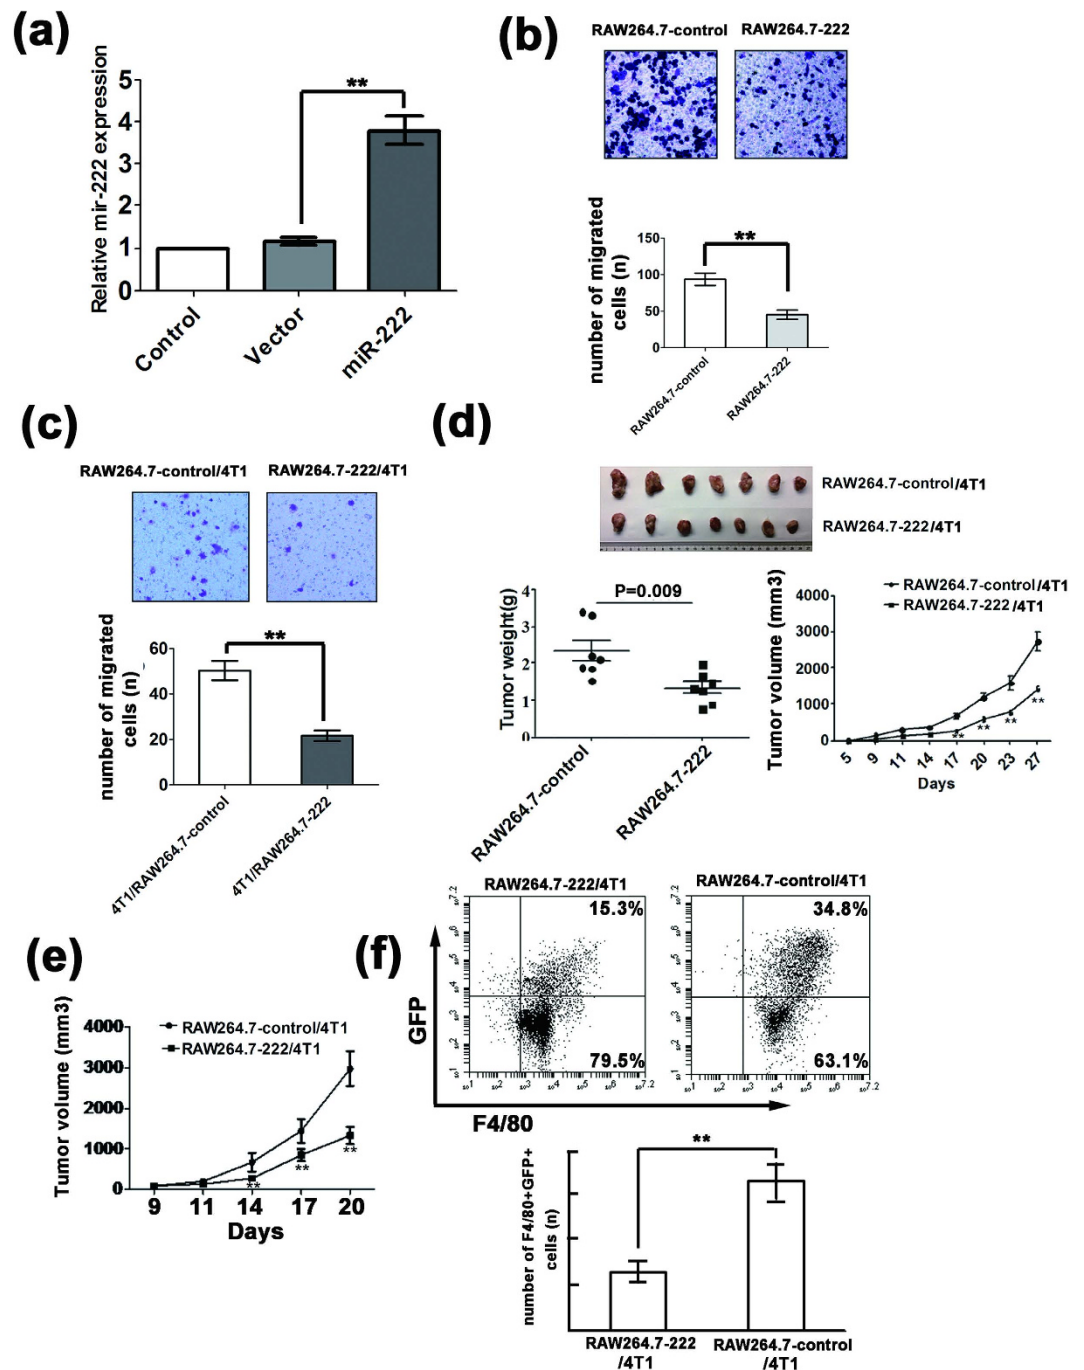 (a)
Relative mir-222 expression
5
4
3
2
1
0
**
Control
Vector
miR-222
(b)
RAW264.7-control RAW264.7-222
number of migrated
cells (n)
150
100
50
0
**
RAW264.7-control
RAW264.7-222
(c)
RAW264.7-control/4T1 RAW264.7-222/4T1
number of migrated
cells (n)
60
40
20
0
**
4T1/RAW264.7-control
4T1/RAW264.7-222
(d)
RAW264.7-control/4T1
RAW264.7-222/4T1
Tumor weight(g)
4
3
2
1
0
P=0.009
RAW264.7-control
RAW264.7-222
Tumor volume (mm3)
RAW264.7-control/4T1
RAW264.7-222/4T1
4000
3000
2000
1000
0
** ** ** **
5 9 11 14 17 20 23 27
Days
(e)
Tumor volume (mm3)
4000
3000
2000
1000
0
RAW264.7-control/4T1
RAW264.7-222/4T1
** ** **
9 11 14 17 20
Days
(f)
RAW264.7-222/4T1 RAW264.7-control/4T1
15.3% 34.8%
79.5% 63.1%
GFP
F4/80
number of F4/80+GFP+
cells (n)
**
RAW264.7-222
/4T1
RAW264.7-control
/4T1